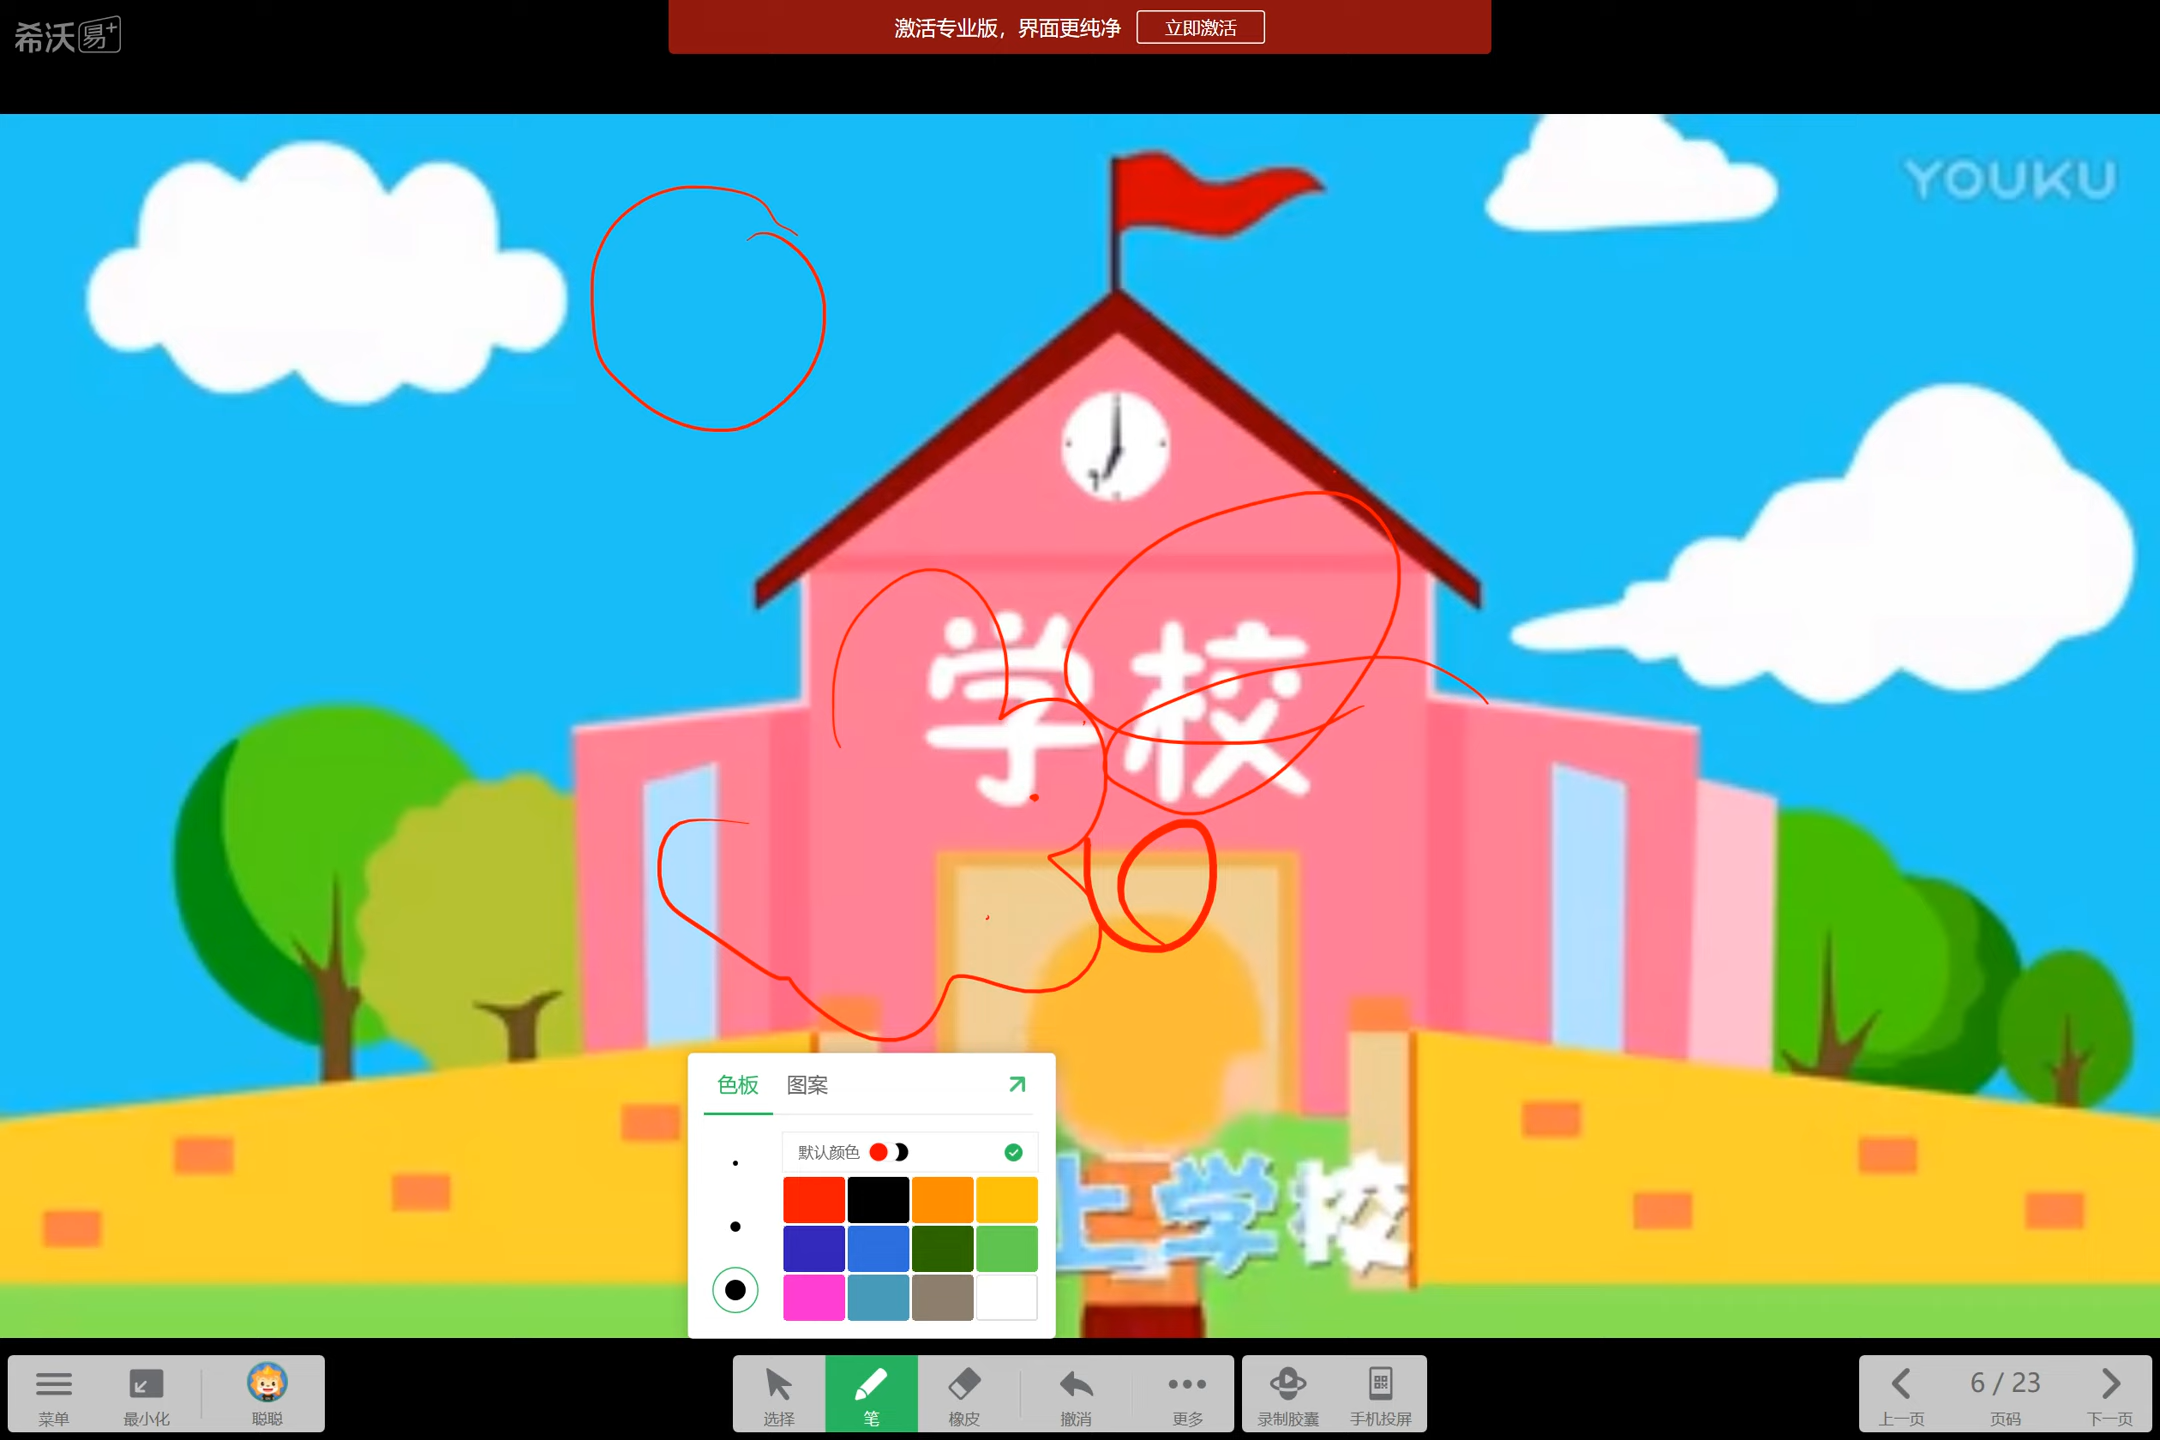 希沃易+
激活专业版，界面更纯净 立即激活
YOUKU
学校
色板 图案
默认颜色
上学校
菜单 最小化 聪聪
选择 笔 橡皮 撤消 更多
录制胶囊 手机投屏
6 / 23
上一页 页码 下一页